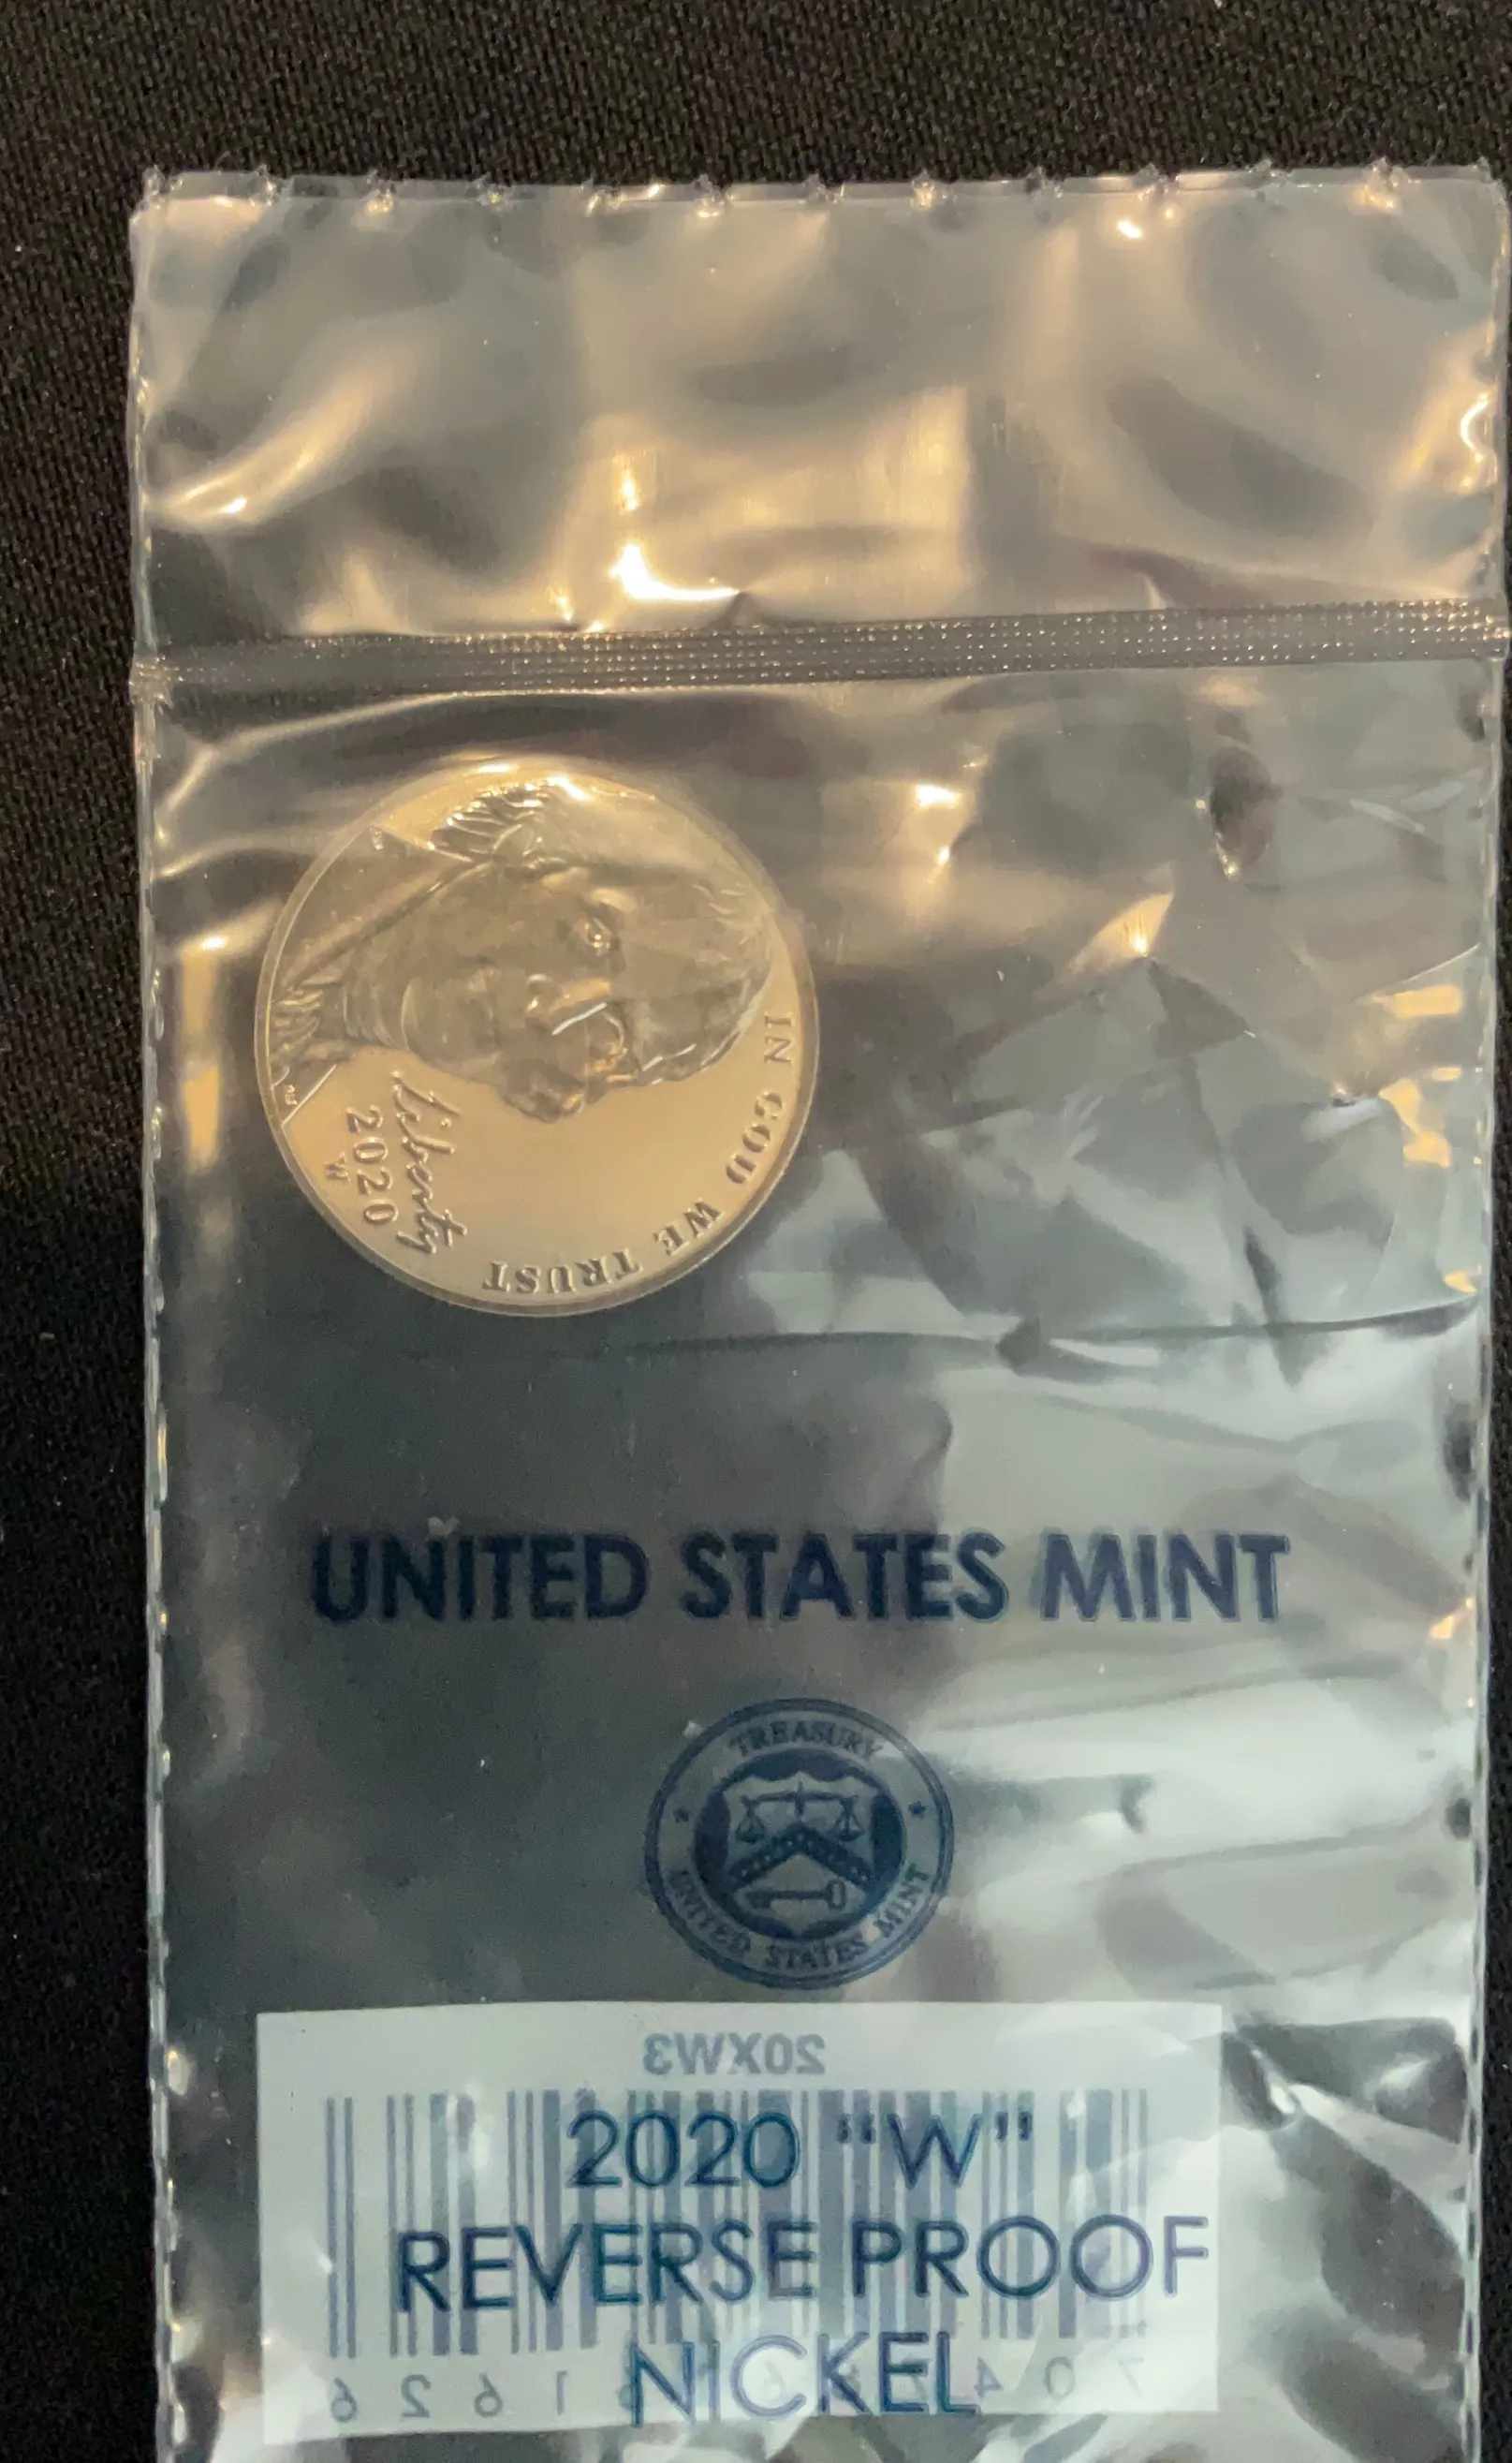 IN GOD WE TRUST
Liberty
2020
W
UNITED STATES MINT
TREASURY
UNITED STATES MINT
20XW3
2020 "W"
REVERSE PROOF
NICKEL